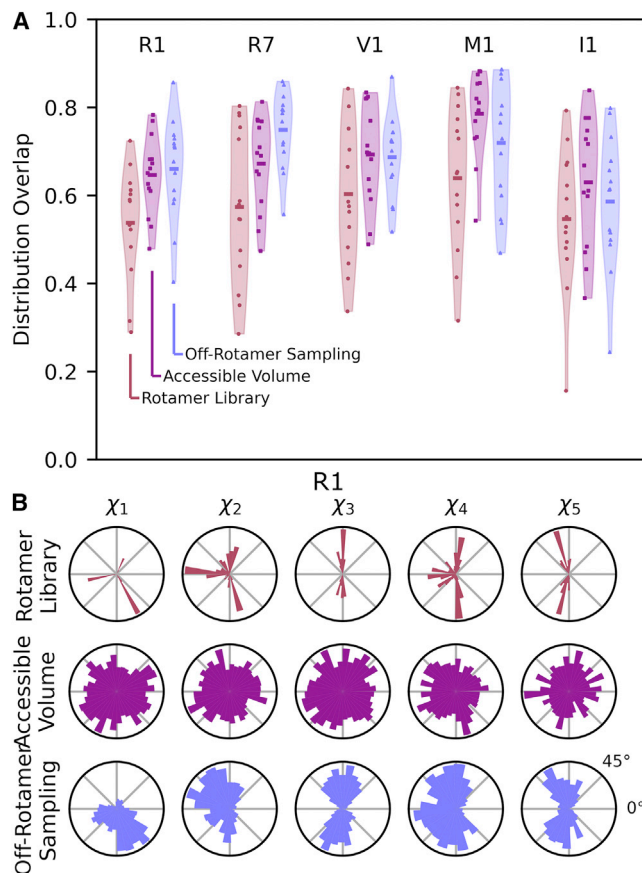 A
R1 R7 V1 M1 I1
1.0
0.8
0.6
0.4
0.2
0.0
Distribution Overlap
Off-Rotamer Sampling
Accessible Volume
Rotamer Library
B
R1
χ1 χ2 χ3 χ4 χ5
Rotamer
Library
Accessible
Volume
Off-Rotamer
Sampling
45°
0°